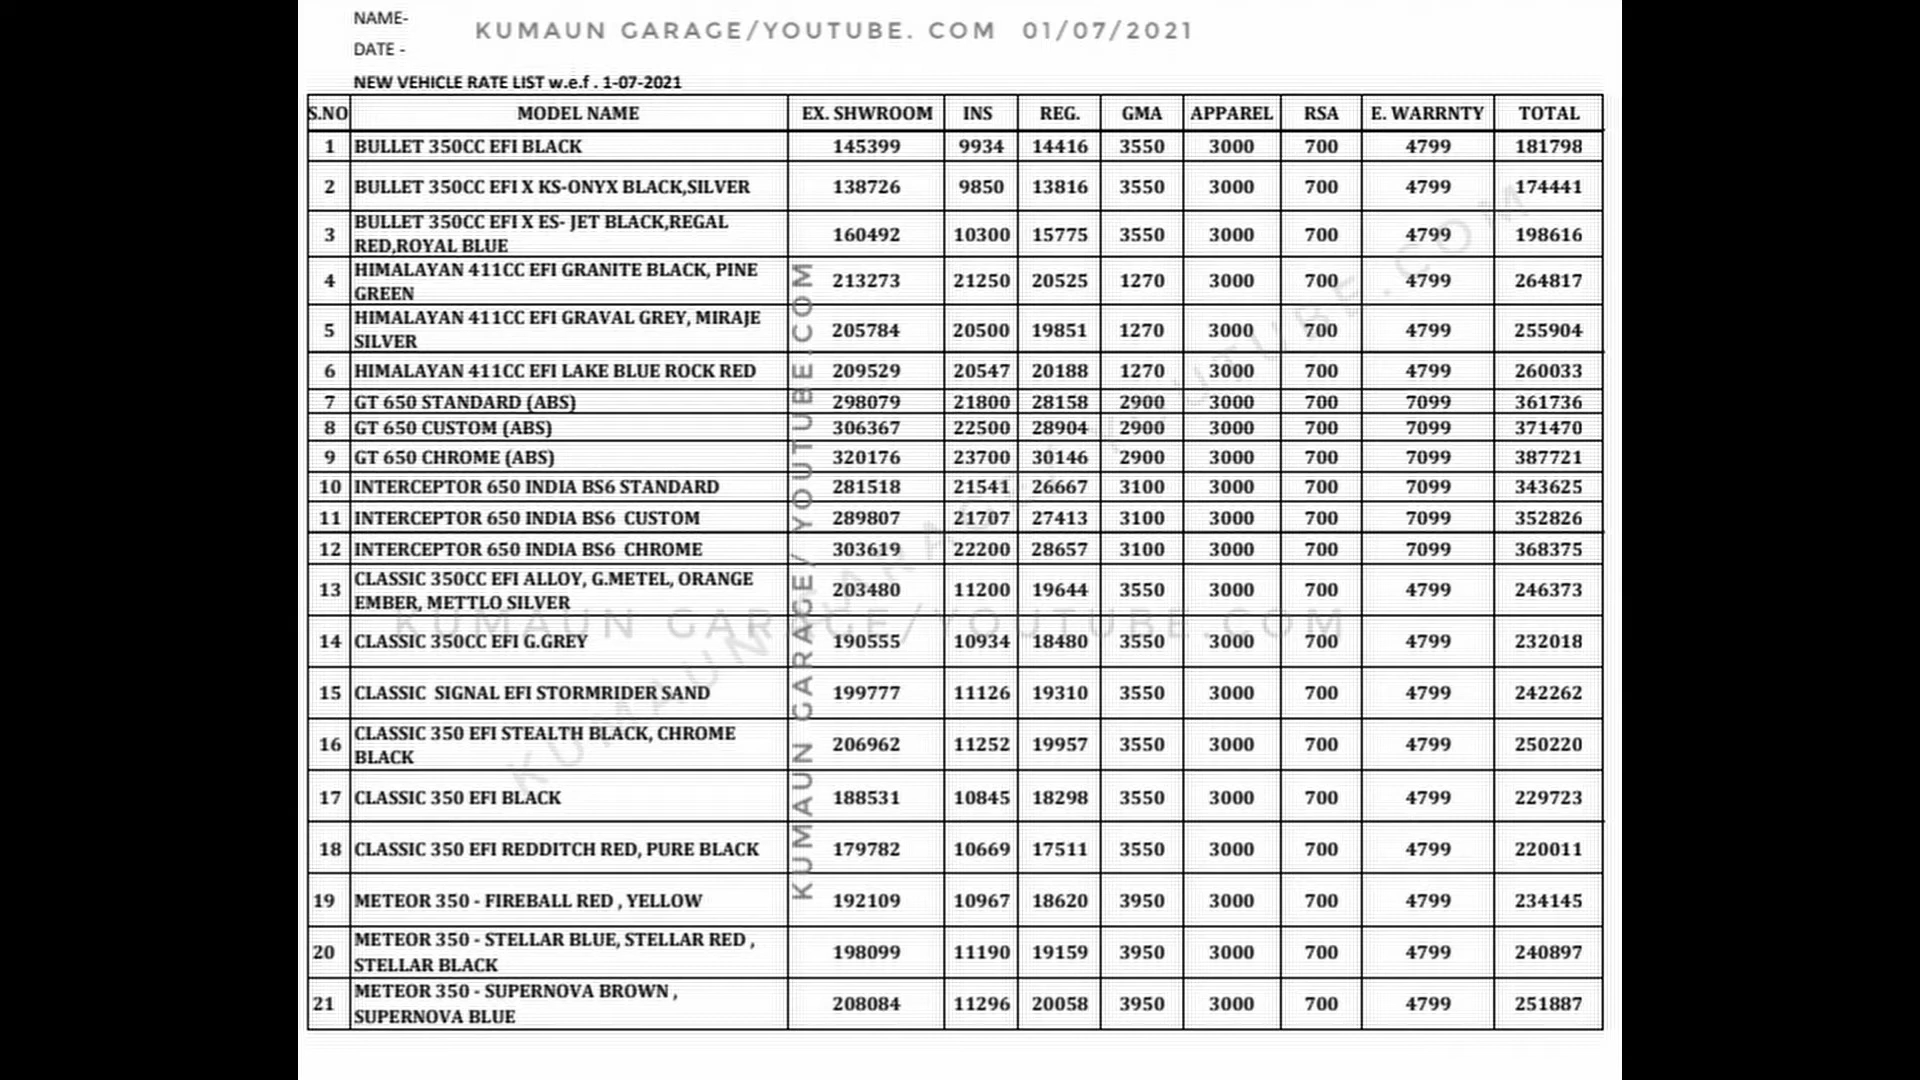 NAME-
KUMAUN GARAGE/YOUTUBE. COM 01/07/2021
DATE -
NEW VEHICLE RATE LIST w.e.f . 1-07-2021
S.NO MODEL NAME EX. SHWROOM INS REG. GMA APPAREL RSA E. WARRNTY TOTAL
1 BULLET 350CC EFI BLACK 145399 9934 14416 3550 3000 700 4799 181798
2 BULLET 350CC EFI X KS-ONYX BLACK,SILVER 138726 9850 13816 3550 3000 700 4799 174441
3 BULLET 350CC EFI X ES- JET BLACK,REGAL
RED,ROYAL BLUE 160492 10300 15775 3550 3000 700 4799 198616
4 HIMALAYAN 411CC EFI GRANITE BLACK, PINE
GREEN 213273 21250 20525 1270 3000 700 4799 264817
5 HIMALAYAN 411CC EFI GRAVAL GREY, MIRAJE
SILVER 205784 20500 19851 1270 3000 700 4799 255904
6 HIMALAYAN 411CC EFI LAKE BLUE ROCK RED 209529 20547 20188 1270 3000 700 4799 260033
7 GT 650 STANDARD (ABS) 298079 21800 28158 2900 3000 700 7099 361736
8 GT 650 CUSTOM (ABS) 306367 22500 28904 2900 3000 700 7099 371470
9 GT 650 CHROME (ABS) 320176 23700 30146 2900 3000 700 7099 387721
10 INTERCEPTOR 650 INDIA BS6 STANDARD 281518 21541 26667 3100 3000 700 7099 343625
11 INTERCEPTOR 650 INDIA BS6 CUSTOM 289807 21707 27413 3100 3000 700 7099 352826
12 INTERCEPTOR 650 INDIA BS6 CHROME 303619 22200 28657 3100 3000 700 7099 368375
13 CLASSIC 350CC EFI ALLOY, G.METEL, ORANGE
EMBER, METTLO SILVER 203480 11200 19644 3550 3000 700 4799 246373
14 CLASSIC 350CC EFI G.GREY 190555 10934 18480 3550 3000 700 4799 232018
15 CLASSIC SIGNAL EFI STORMRIDER SAND 199777 11126 19310 3550 3000 700 4799 242262
16 CLASSIC 350 EFI STEALTH BLACK, CHROME
BLACK 206962 11252 19957 3550 3000 700 4799 250220
17 CLASSIC 350 EFI BLACK 188531 10845 18298 3550 3000 700 4799 229723
18 CLASSIC 350 EFI REDDITCH RED, PURE BLACK 179782 10669 17511 3550 3000 700 4799 220011
19 METEOR 350 - FIREBALL RED , YELLOW 192109 10967 18620 3950 3000 700 4799 234145
20 METEOR 350 - STELLAR BLUE, STELLAR RED ,
STELLAR BLACK 198099 11190 19159 3950 3000 700 4799 240897
21 METEOR 350 - SUPERNOVA BROWN ,
SUPERNOVA BLUE 208084 11296 20058 3950 3000 700 4799 251887
KUMAUN GARAGE/YOUTUBE.COM
KUMAUN GARAGE/YOUTUBE.COM
KUMAUN GARAGE/YOUTUBE.COM